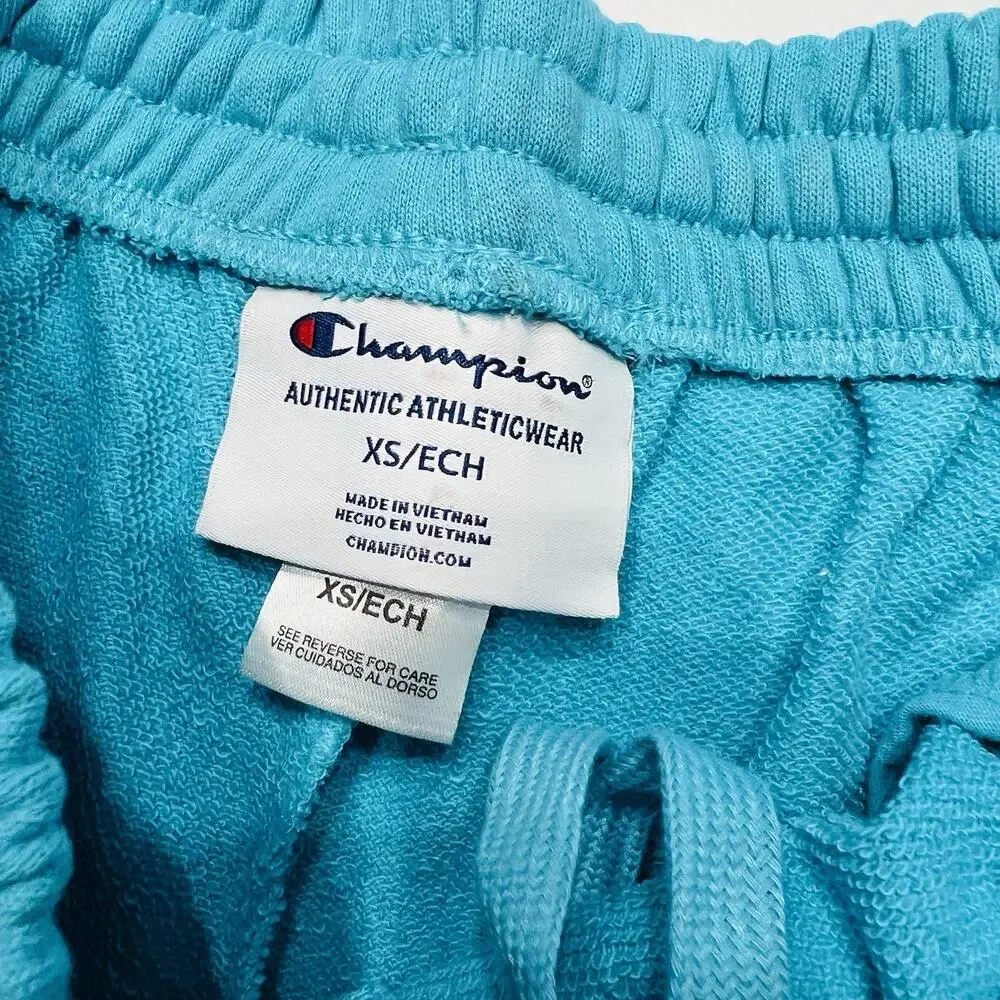 Champion®
AUTHENTIC ATHLETICWEAR
XS/ECH
MADE IN VIETNAM
HECHO EN VIETNAM
CHAMPION.COM
XS/ECH
SEE REVERSE FOR CARE
VER CUIDADOS AL DORSO